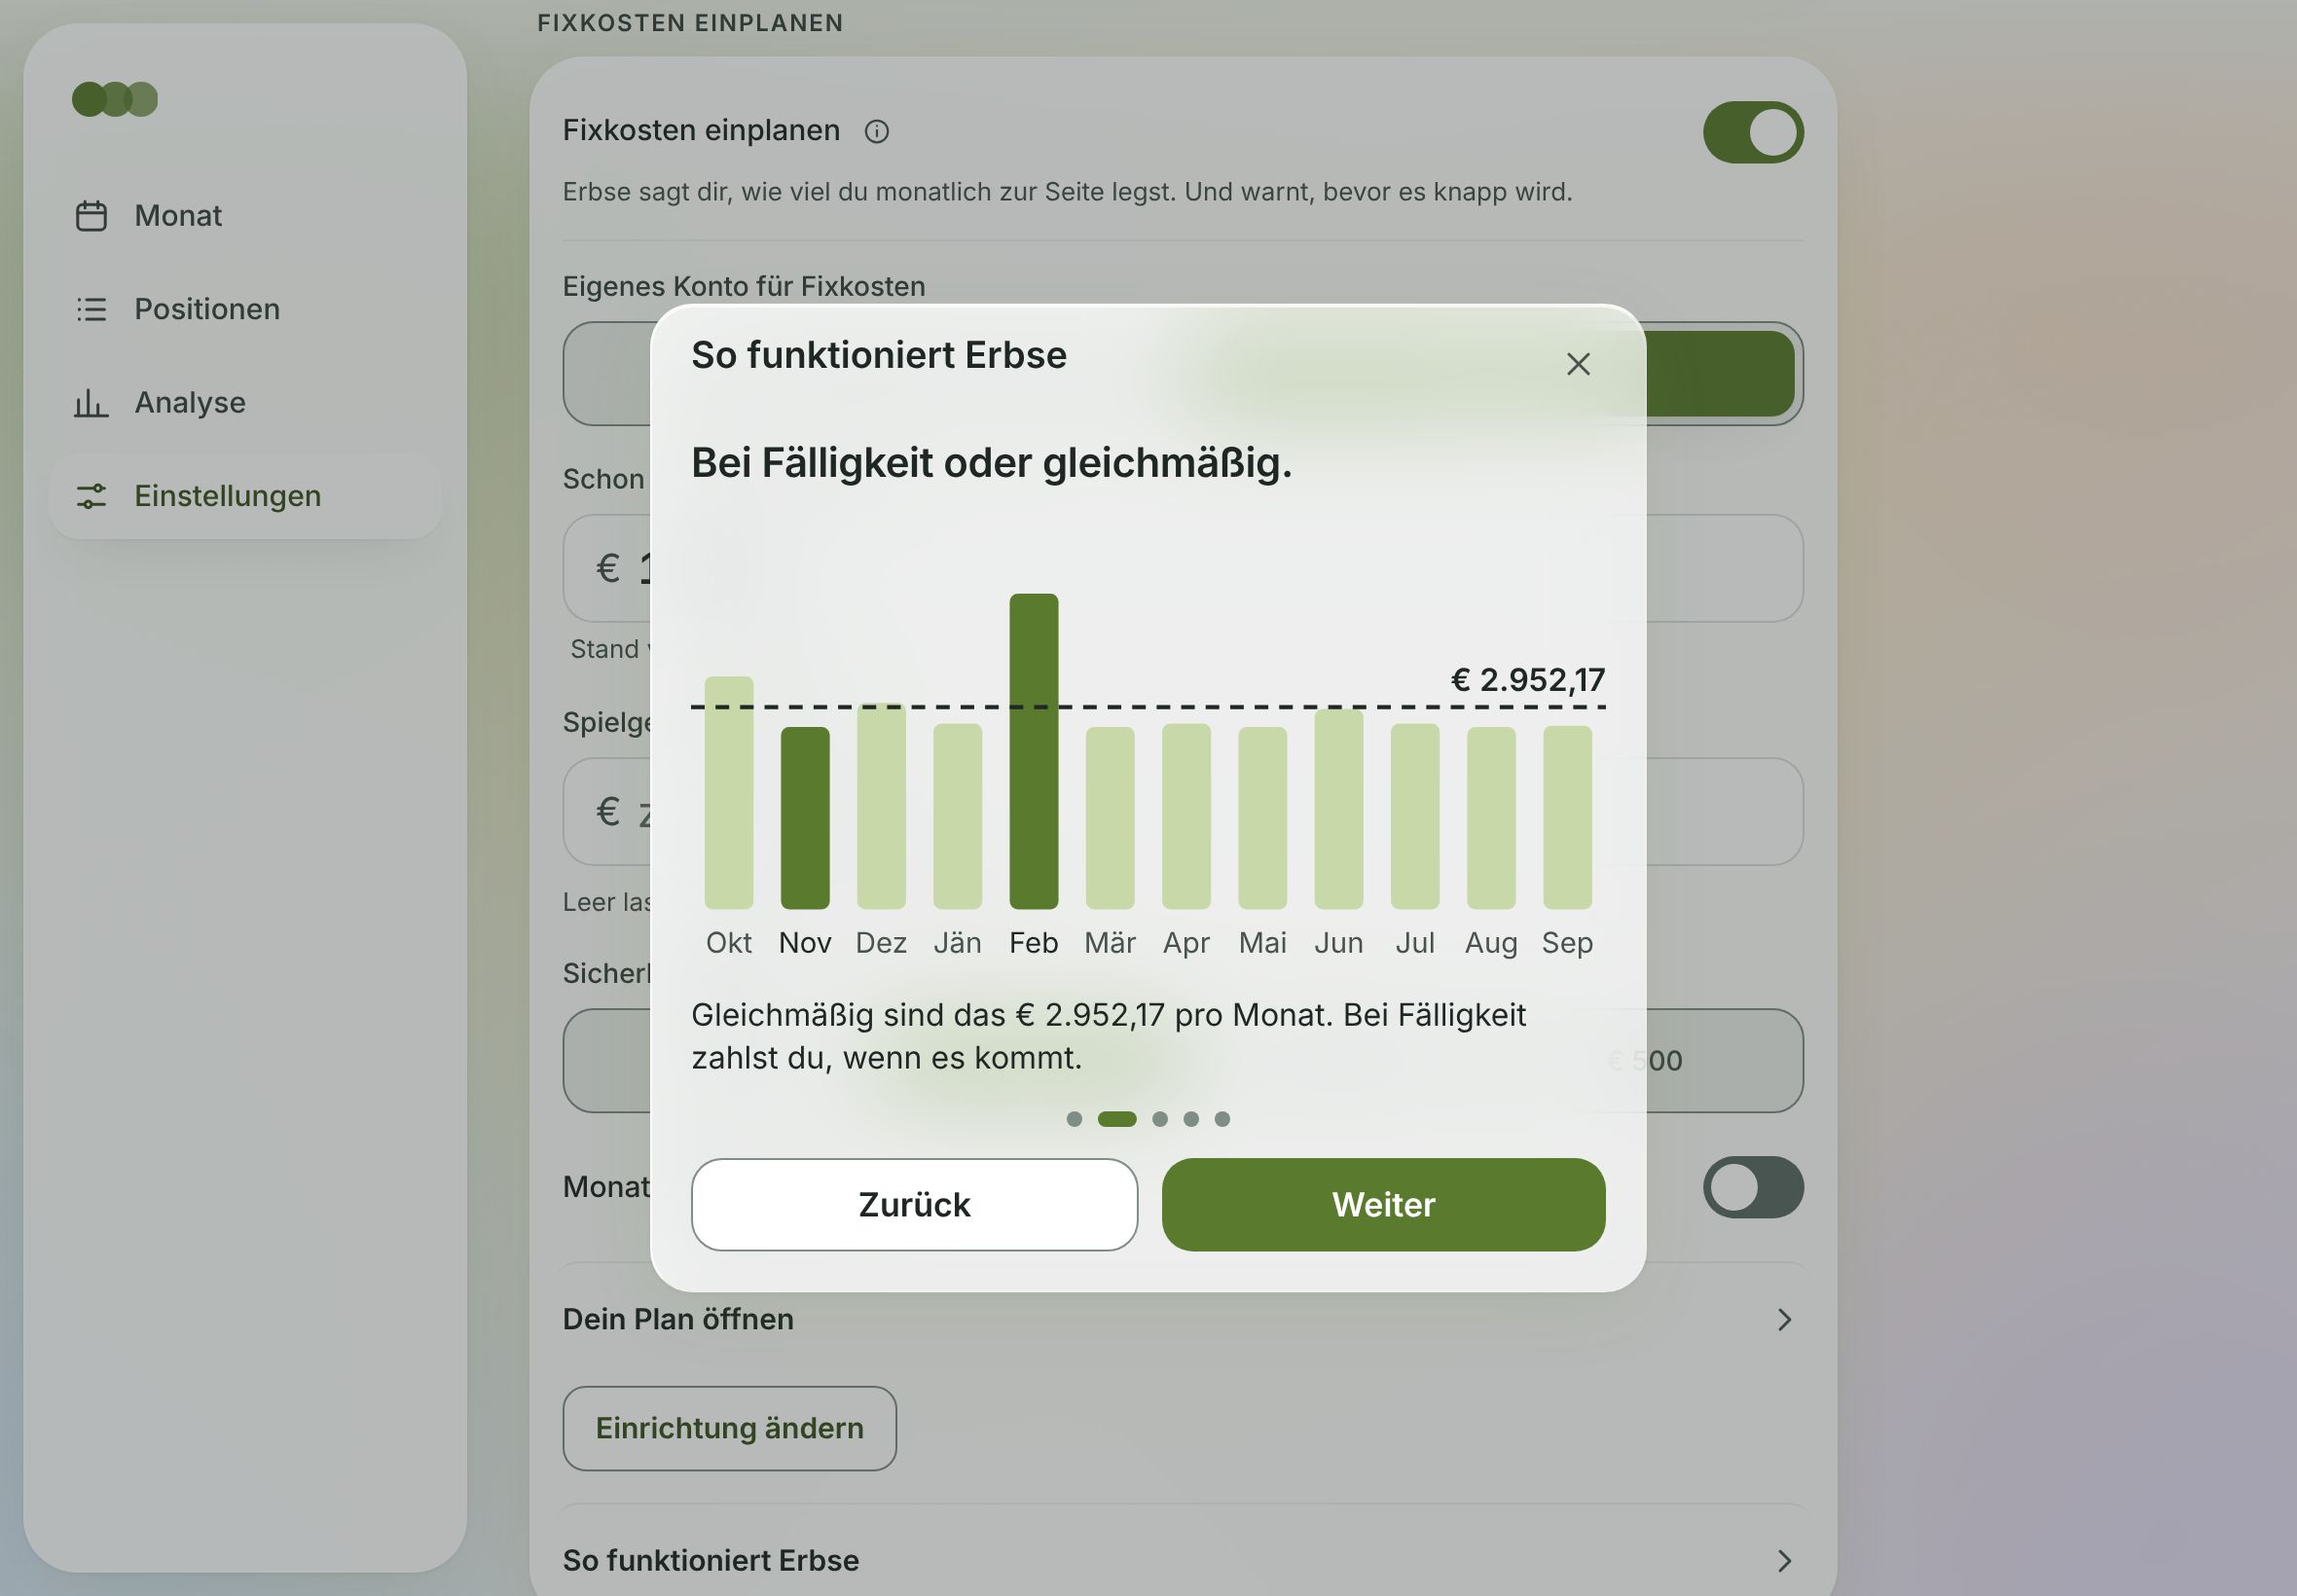 FIXKOSTEN EINPLANEN
Monat
Positionen
Analyse
Einstellungen
Fixkosten einplanen
Erbse sagt dir, wie viel du monatlich zur Seite legst. Und warnt, bevor es knapp wird.
Eigenes Konto für Fixkosten
Schon
€
Stand
€
Leer
€ 500
So funktioniert Erbse
Bei Fälligkeit oder gleichmäßig.
€ 2.952,17
Okt Nov Dez Jän Feb Mär Apr Mai Jun Jul Aug Sep
Gleichmäßig sind das € 2.952,17 pro Monat. Bei Fälligkeit
zahlst du, wenn es kommt.
Zurück Weiter
Dein Plan öffnen
Einrichtung ändern
So funktioniert Erbse